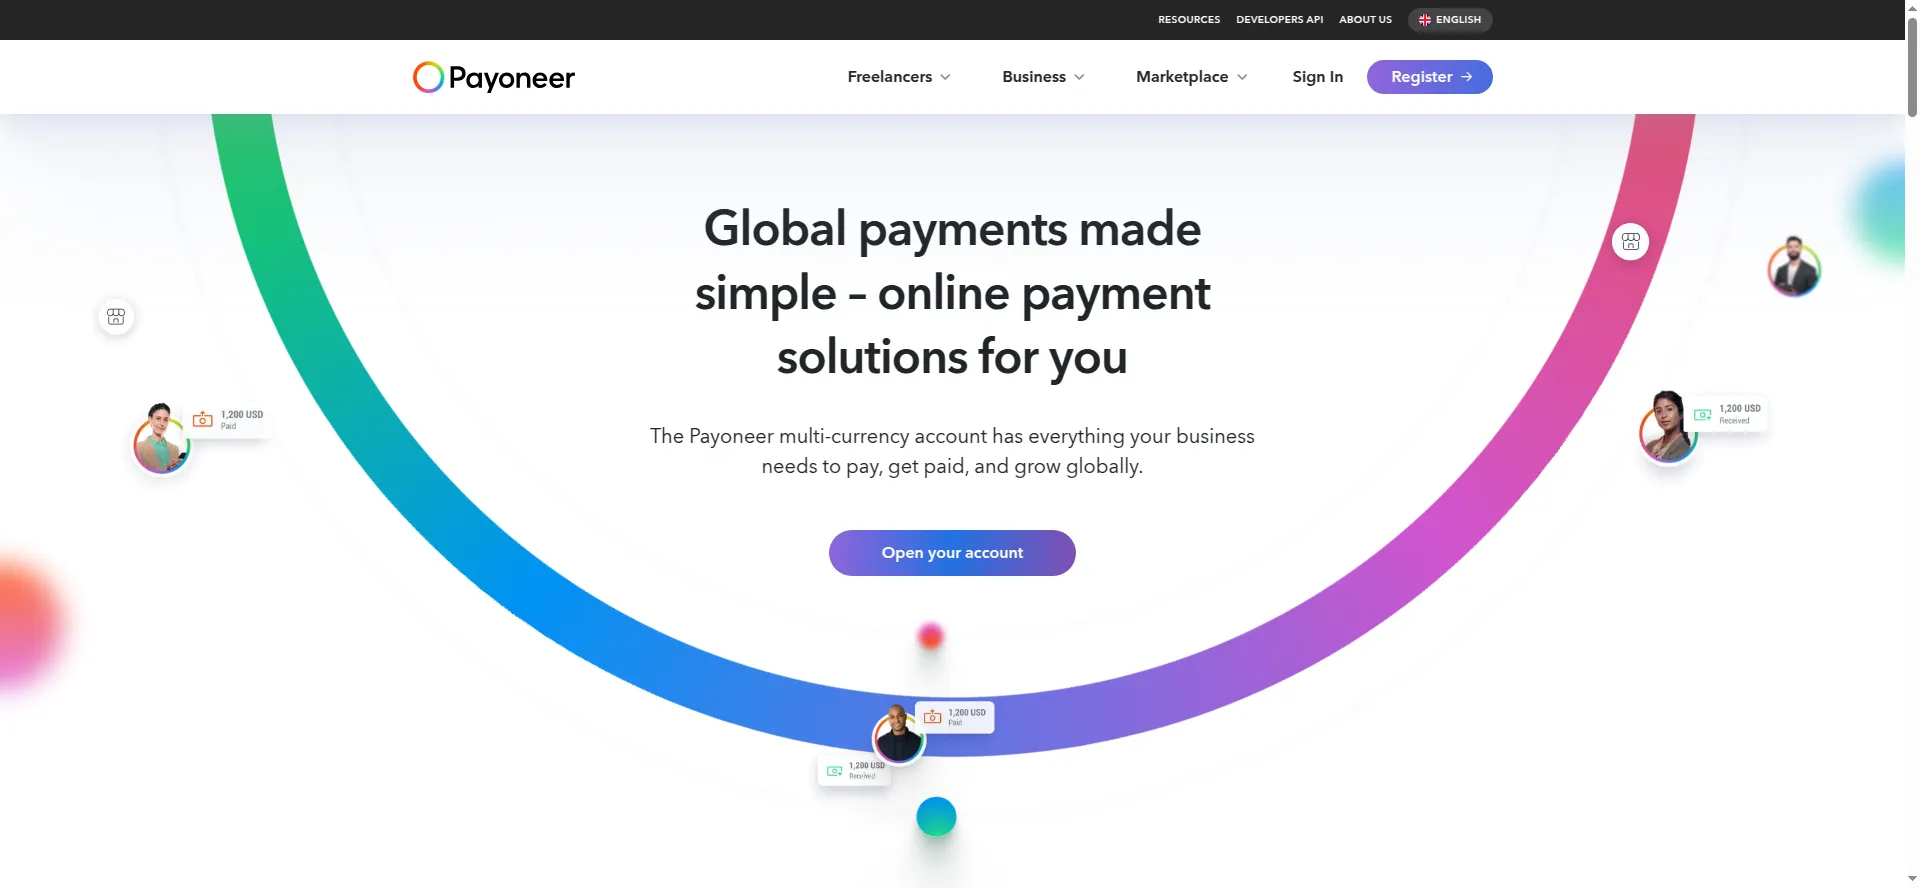 RESOURCES DEVELOPERS API ABOUT US ENGLISH
Payoneer Freelancers Business Marketplace Sign In Register
Global payments made
simple – online payment
solutions for you
The Payoneer multi-currency account has everything your business
needs to pay, get paid, and grow globally.
Open your account
1,200 USD
Paid
1,200 USD
Received
1,200 USD
Paid
1,200 USD
Received